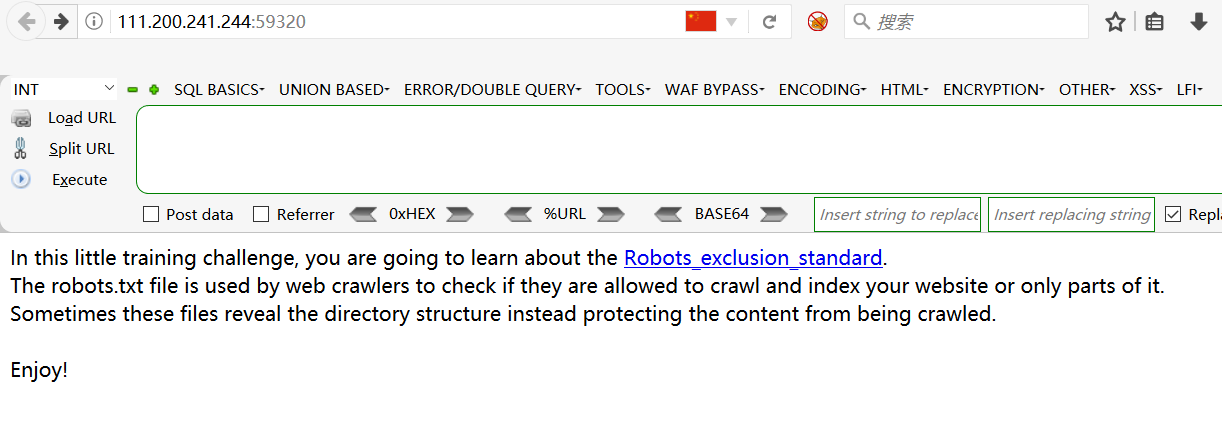 111.200.241.244:59320
搜索
INT
SQL BASICS
UNION BASED
ERROR/DOUBLE QUERY
TOOLS
WAF BYPASS
ENCODING
HTML
ENCRYPTION
OTHER
XSS
LFI
Load URL
Split URL
Execute
Post data
Referrer
0xHEX
%URL
BASE64
Insert string to replace
Insert replacing string
Repla
In this little training challenge, you are going to learn about the Robots_exclusion_standard.
The robots.txt file is used by web crawlers to check if they are allowed to crawl and index your website or only parts of it.
Sometimes these files reveal the directory structure instead protecting the content from being crawled.
Enjoy!